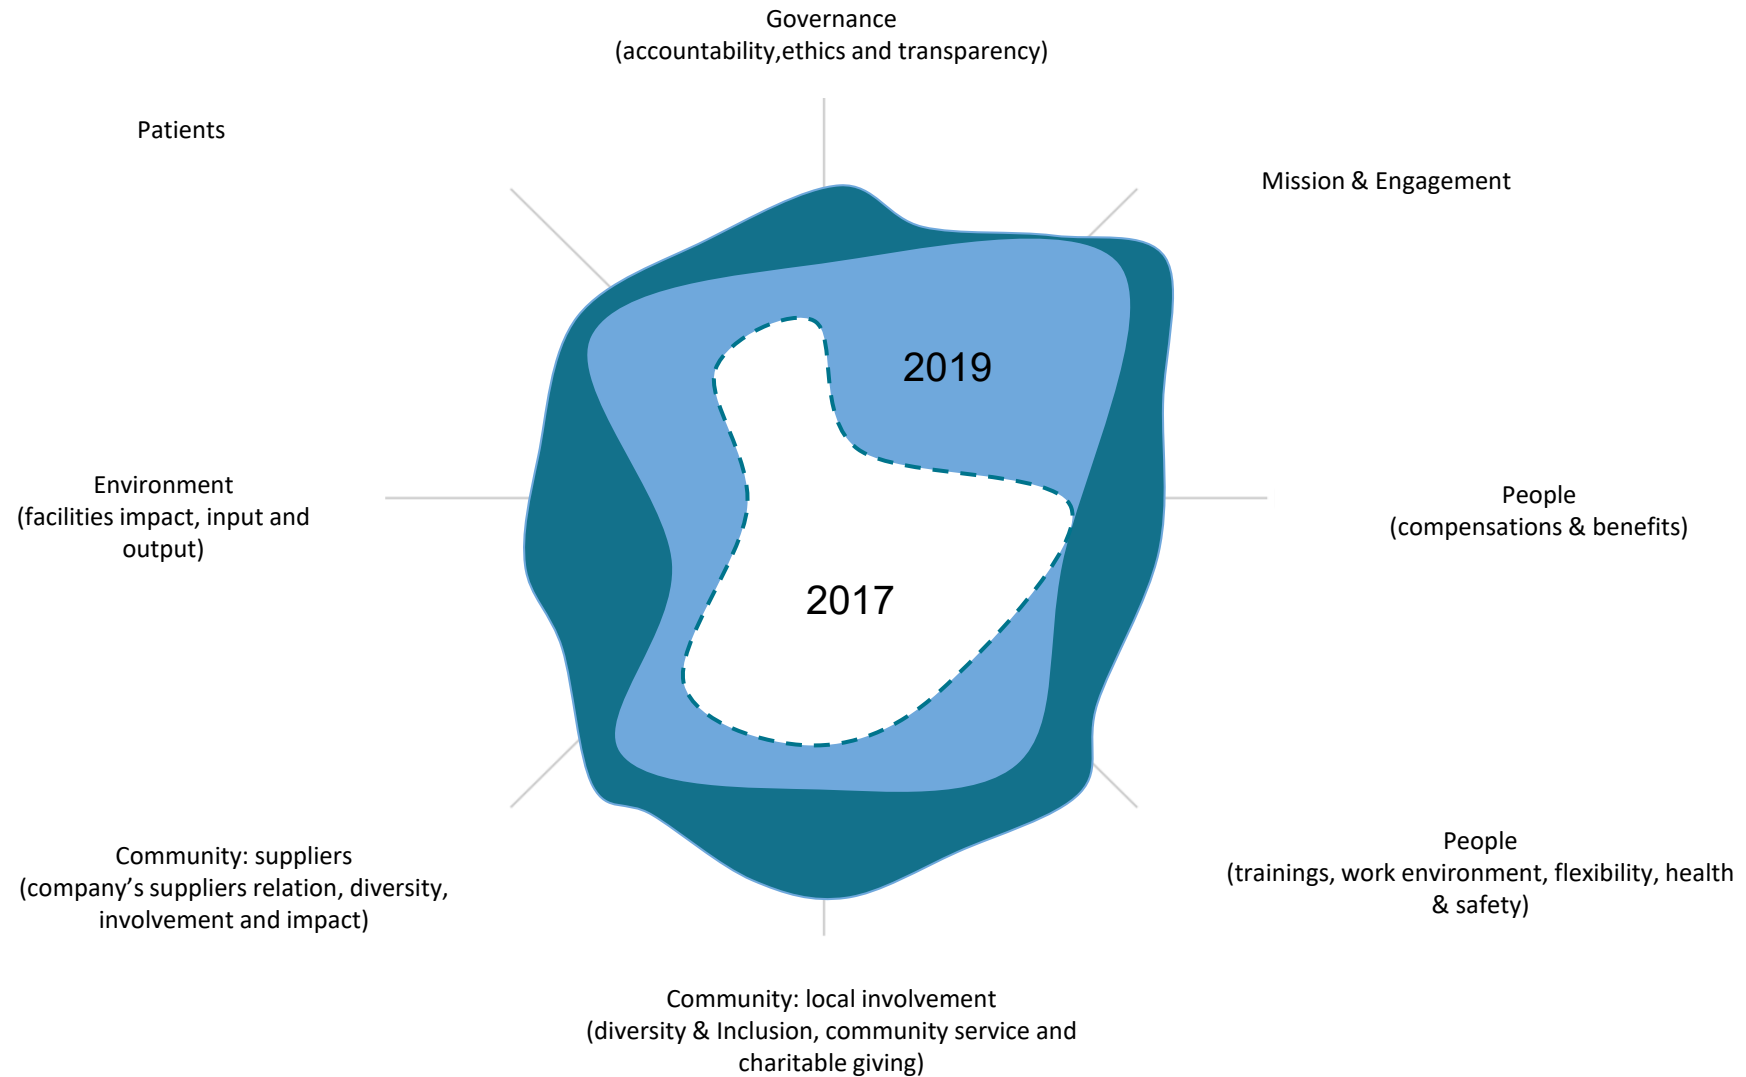 Governance
(accountability,ethics and transparency)
Patients
Mission & Engagement
2019
Environment
(facilities impact, input and
output)
People
(compensations & benefits)
2017
People
(trainings, work environment, flexibility, health
& safety)
Community: suppliers
(company’s suppliers relation, diversity,
involvement and impact)
Community: local involvement
(diversity & Inclusion, community service and
charitable giving)